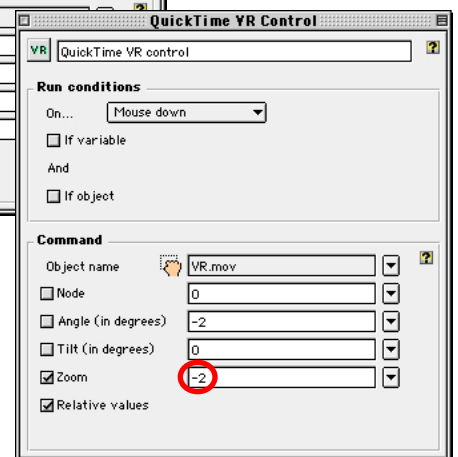 QuickTime VR Control
VR QuickTime VR control ?
Run conditions
On... Mouse down
If variable
And
If object
Command
Object name VR.mov ?
Node 0
Angle (in degrees) -2
Tilt (in degrees) 0
Zoom -2
Relative values